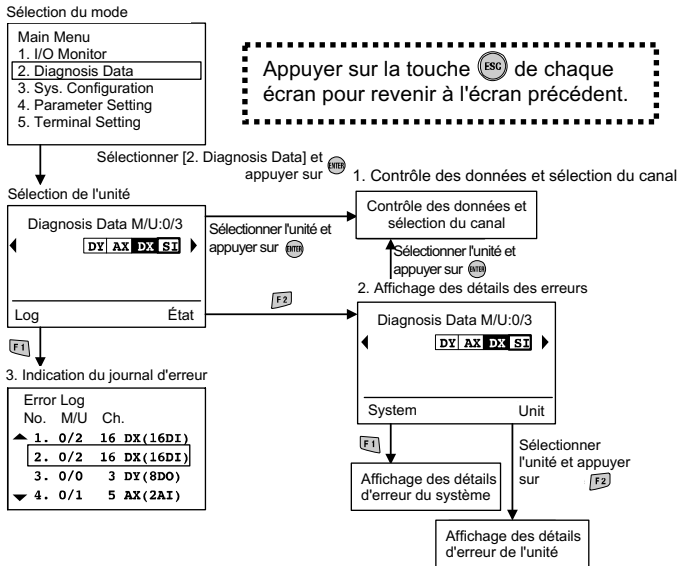 Sélection du mode
Main Menu
1. I/O Monitor
2. Diagnosis Data
3. Sys. Configuration
4. Parameter Setting
5. Terminal Setting
Appuyer sur la touche ESC de chaque
écran pour revenir à l'écran précédent.
Sélectionner [2. Diagnosis Data] et
appuyer sur ENTER
Sélection de l'unité
Diagnosis Data M/U:0/3
DY AX DX SI
Log État
Sélectionner l'unité et
appuyer sur ENTER
1. Contrôle des données et sélection du canal
Contrôle des données et
sélection du canal
Sélectionner l'unité et
appuyer sur ENTER
F2
2. Affichage des détails des erreurs
Diagnosis Data M/U:0/3
DY AX DX SI
System Unit
F1
3. Indication du journal d'erreur
Error Log
No. M/U Ch.
1. 0/2 16 DX(16DI)
2. 0/2 16 DX(16DI)
3. 0/0 3 DY(8DO)
4. 0/1 5 AX(2AI)
F1
Affichage des détails
d'erreur du système
Sélectionner
l'unité et appuyer
sur F2
Affichage des détails
d'erreur de l'unité